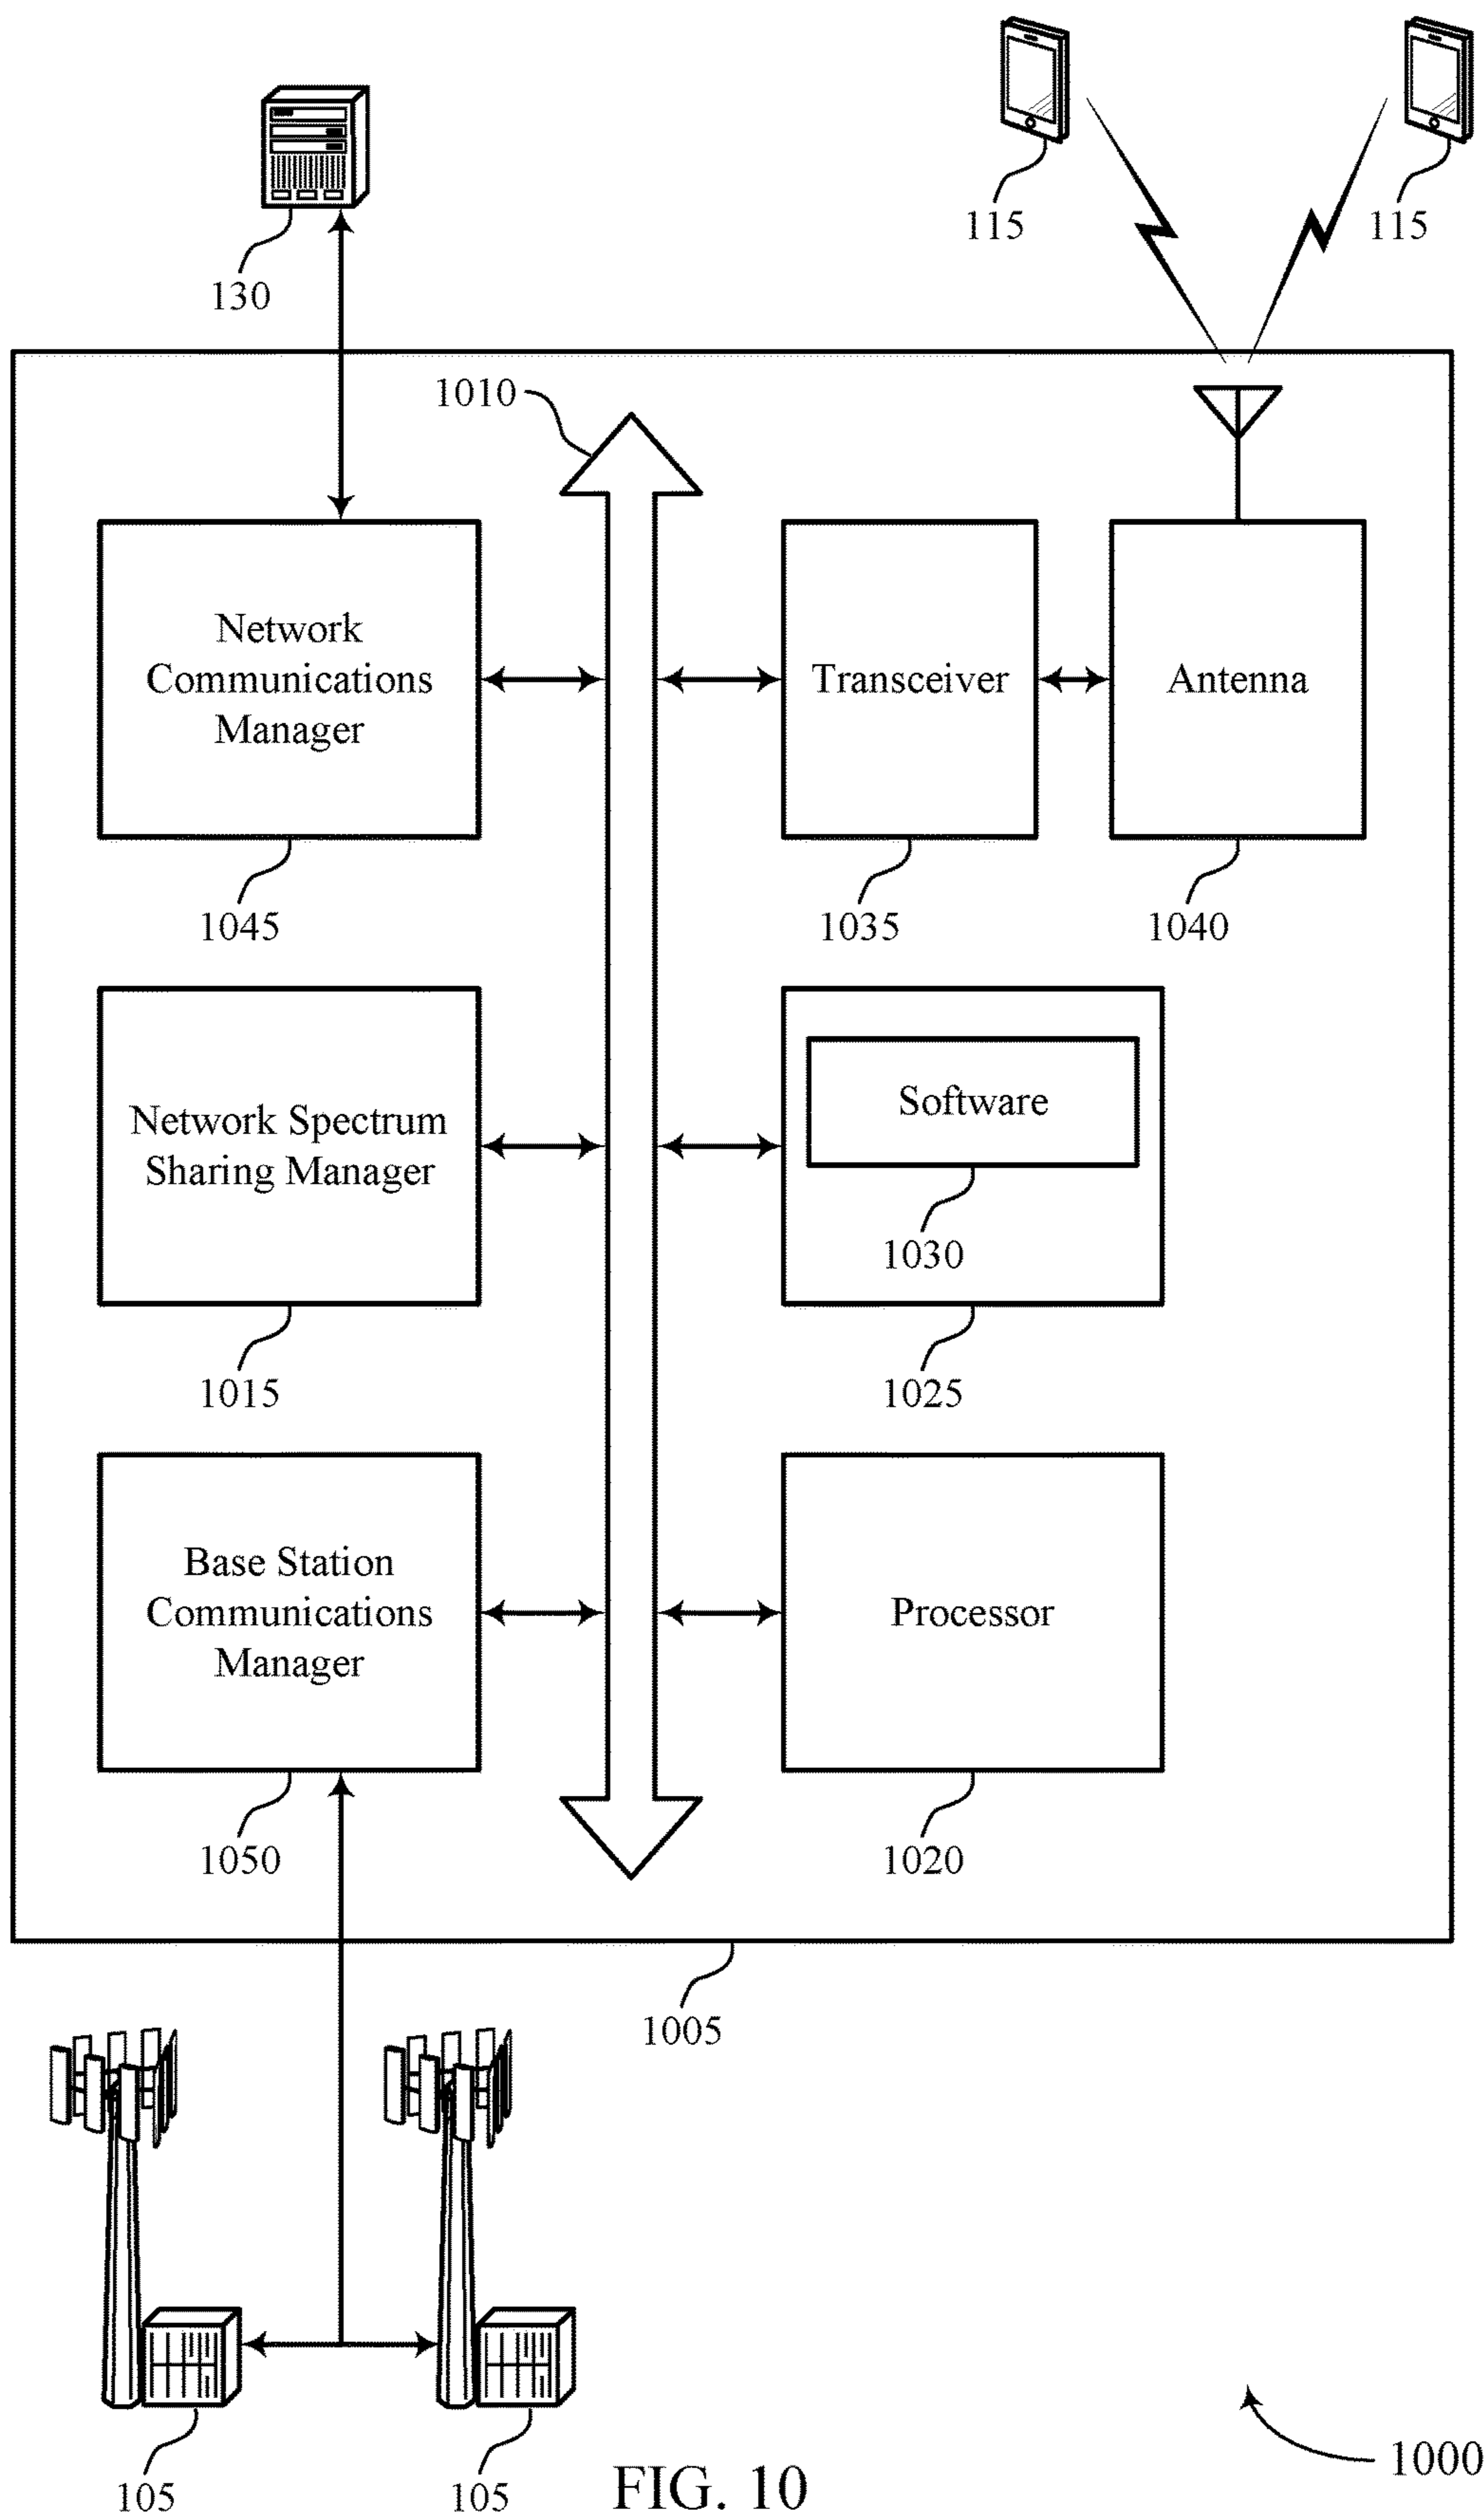 115
115
130
1010
Network
Communications
Manager
Transceiver
Antenna
1045
1035
1040
Network Spectrum
Sharing Manager
Software
1030
1015
1025
Base Station
Communications
Manager
Processor
1050
1020
1005
105
105
1000
FIG. 10